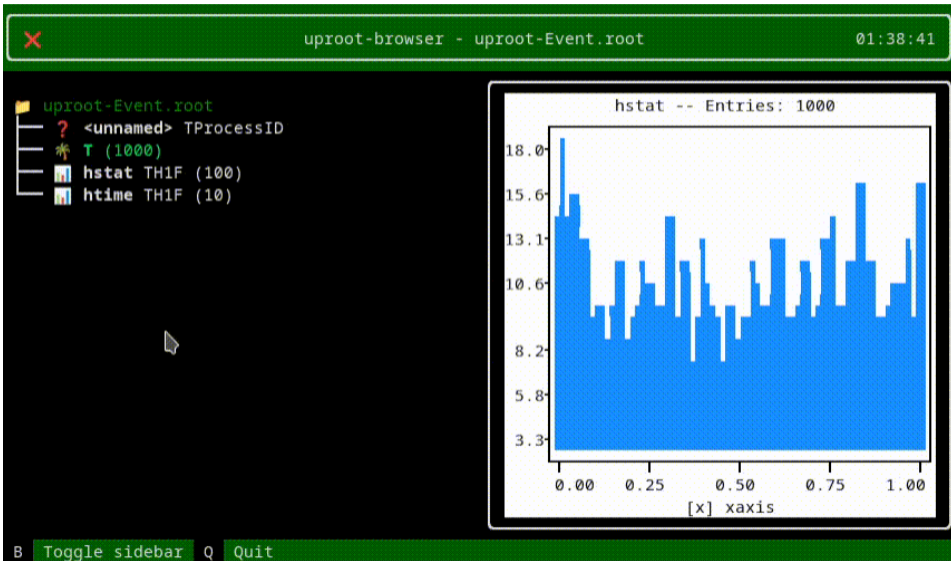 uproot-browser - uproot-Event.root 01:38:41
uproot-Event.root
<unnamed> TProcessID
T (1000)
hstat TH1F (100)
htime TH1F (10)
hstat -- Entries: 1000
18.0
15.6
13.1
10.6
8.2
5.8
3.3
0.00 0.25 0.50 0.75 1.00
[x] xaxis
B Toggle sidebar Q Quit